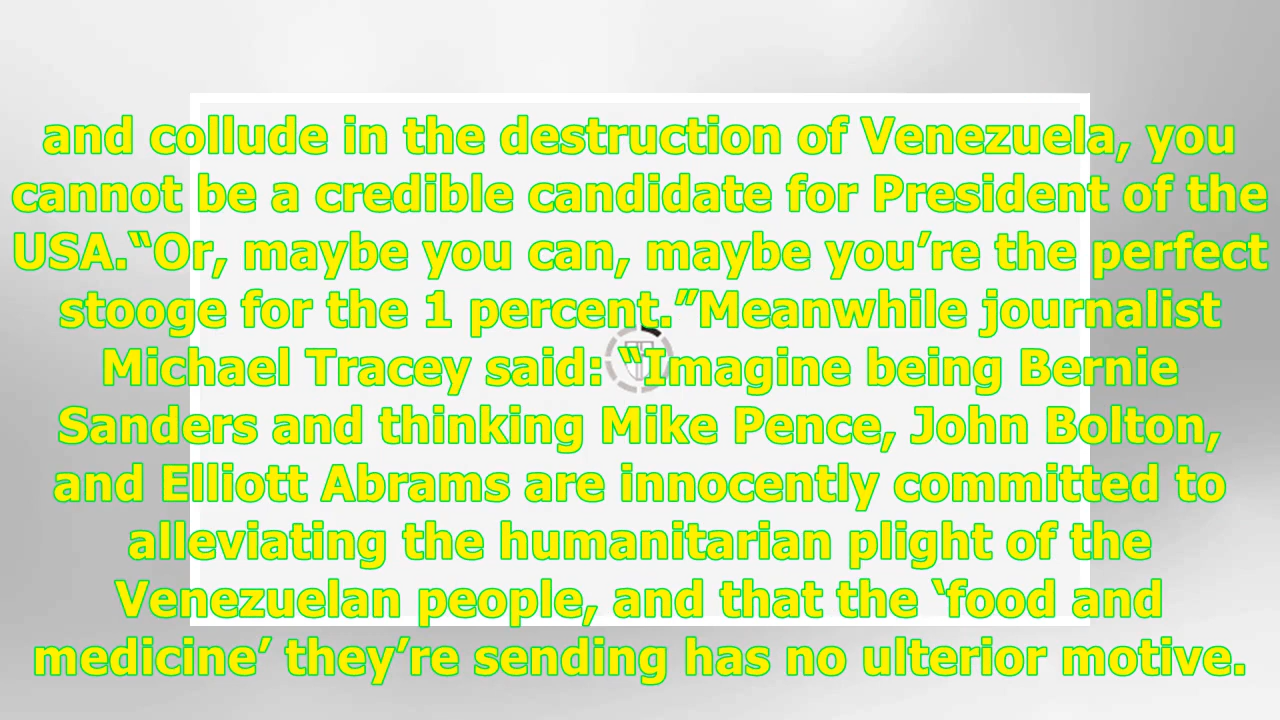 and collude in the destruction of Venezuela, you
cannot be a credible candidate for President of the
USA.“Or, maybe you can, maybe you’re the perfect
stooge for the 1 percent.”Meanwhile journalist
Michael Tracey said: “Imagine being Bernie
Sanders and thinking Mike Pence, John Bolton,
and Elliott Abrams are innocently committed to
alleviating the humanitarian plight of the
Venezuelan people, and that the ‘food and
medicine’ they’re sending has no ulterior motive.